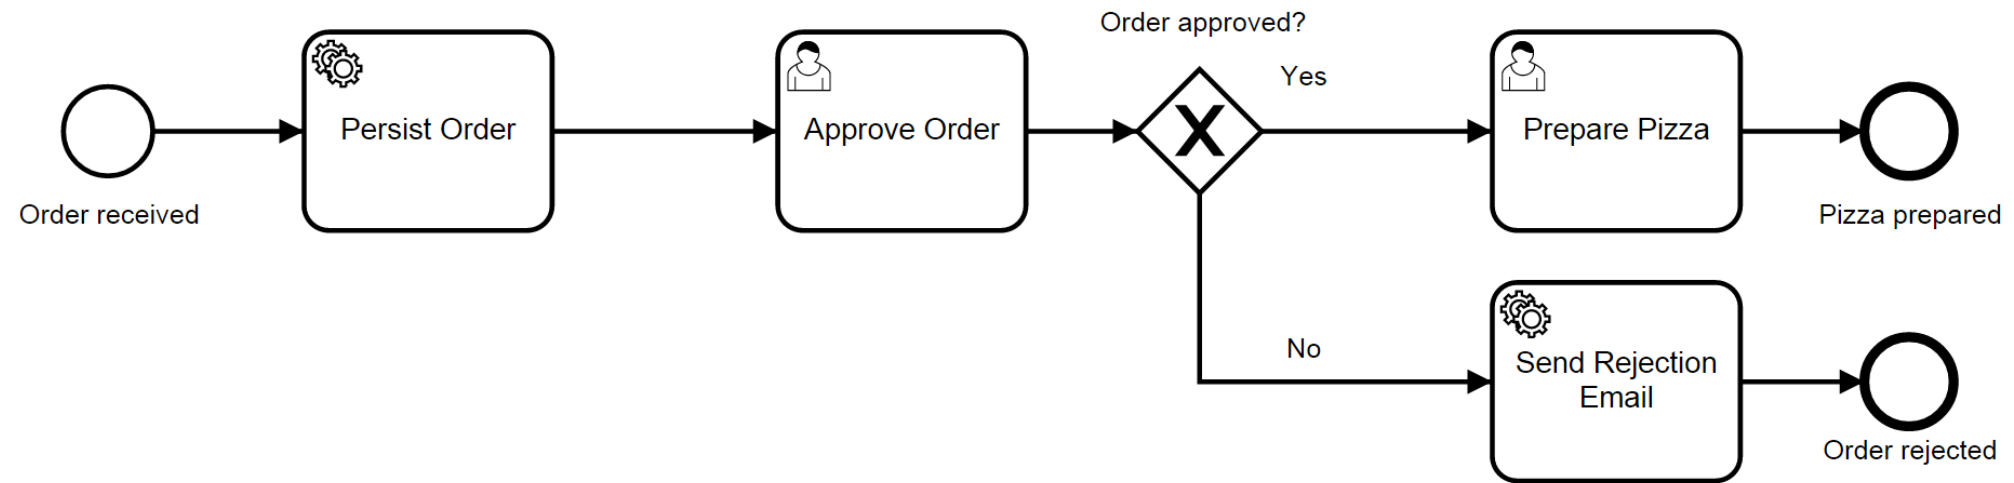 Order received
Persist Order
Approve Order
Order approved?
Yes
Prepare Pizza
Pizza prepared
No
Send Rejection
Email
Order rejected